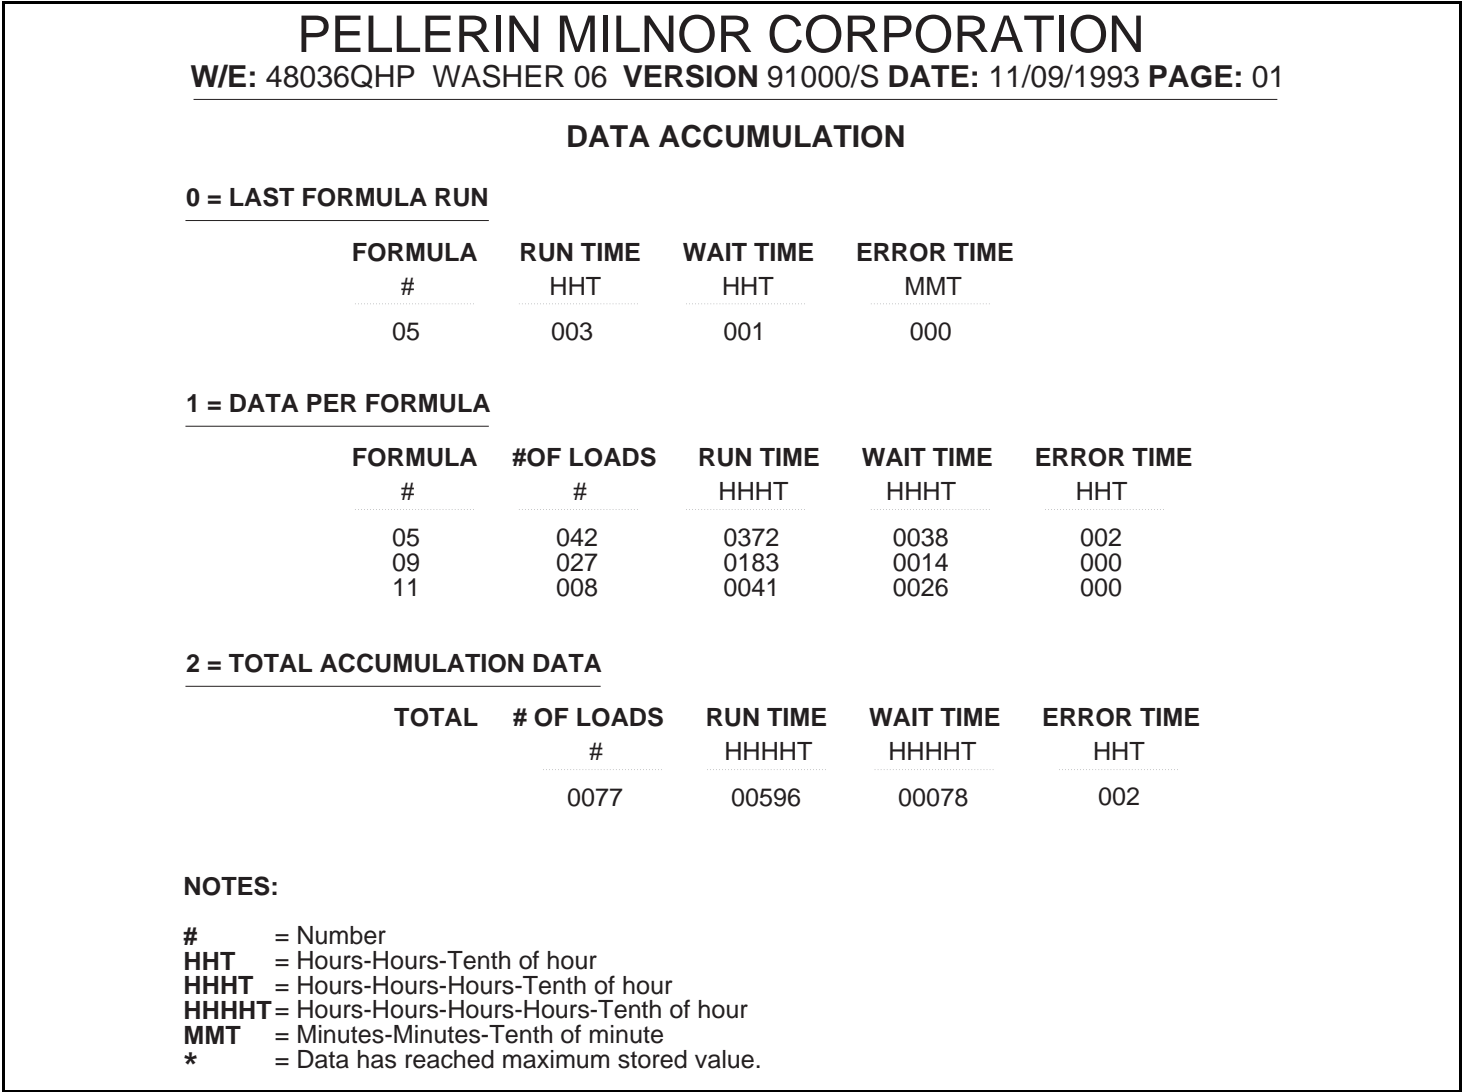 PELLERIN MILNOR CORPORATION
W/E: 48036QHP WASHER 06 VERSION 91000/S DATE: 11/09/1993 PAGE: 01
DATA ACCUMULATION
0 = LAST FORMULA RUN
FORMULA RUN TIME WAIT TIME ERROR TIME
# HHT HHT MMT
05 003 001 000
1 = DATA PER FORMULA
FORMULA #OF LOADS RUN TIME WAIT TIME ERROR TIME
# # HHHT HHHT HHT
05 042 0372 0038 002
09 027 0183 0014 000
11 008 0041 0026 000
2 = TOTAL ACCUMULATION DATA
TOTAL # OF LOADS RUN TIME WAIT TIME ERROR TIME
# HHHHT HHHHT HHT
0077 00596 00078 002
NOTES:
# = Number
HHT = Hours-Hours-Tenth of hour
HHHT = Hours-Hours-Hours-Tenth of hour
HHHHT = Hours-Hours-Hours-Hours-Tenth of hour
MMT = Minutes-Minutes-Tenth of minute
* = Data has reached maximum stored value.